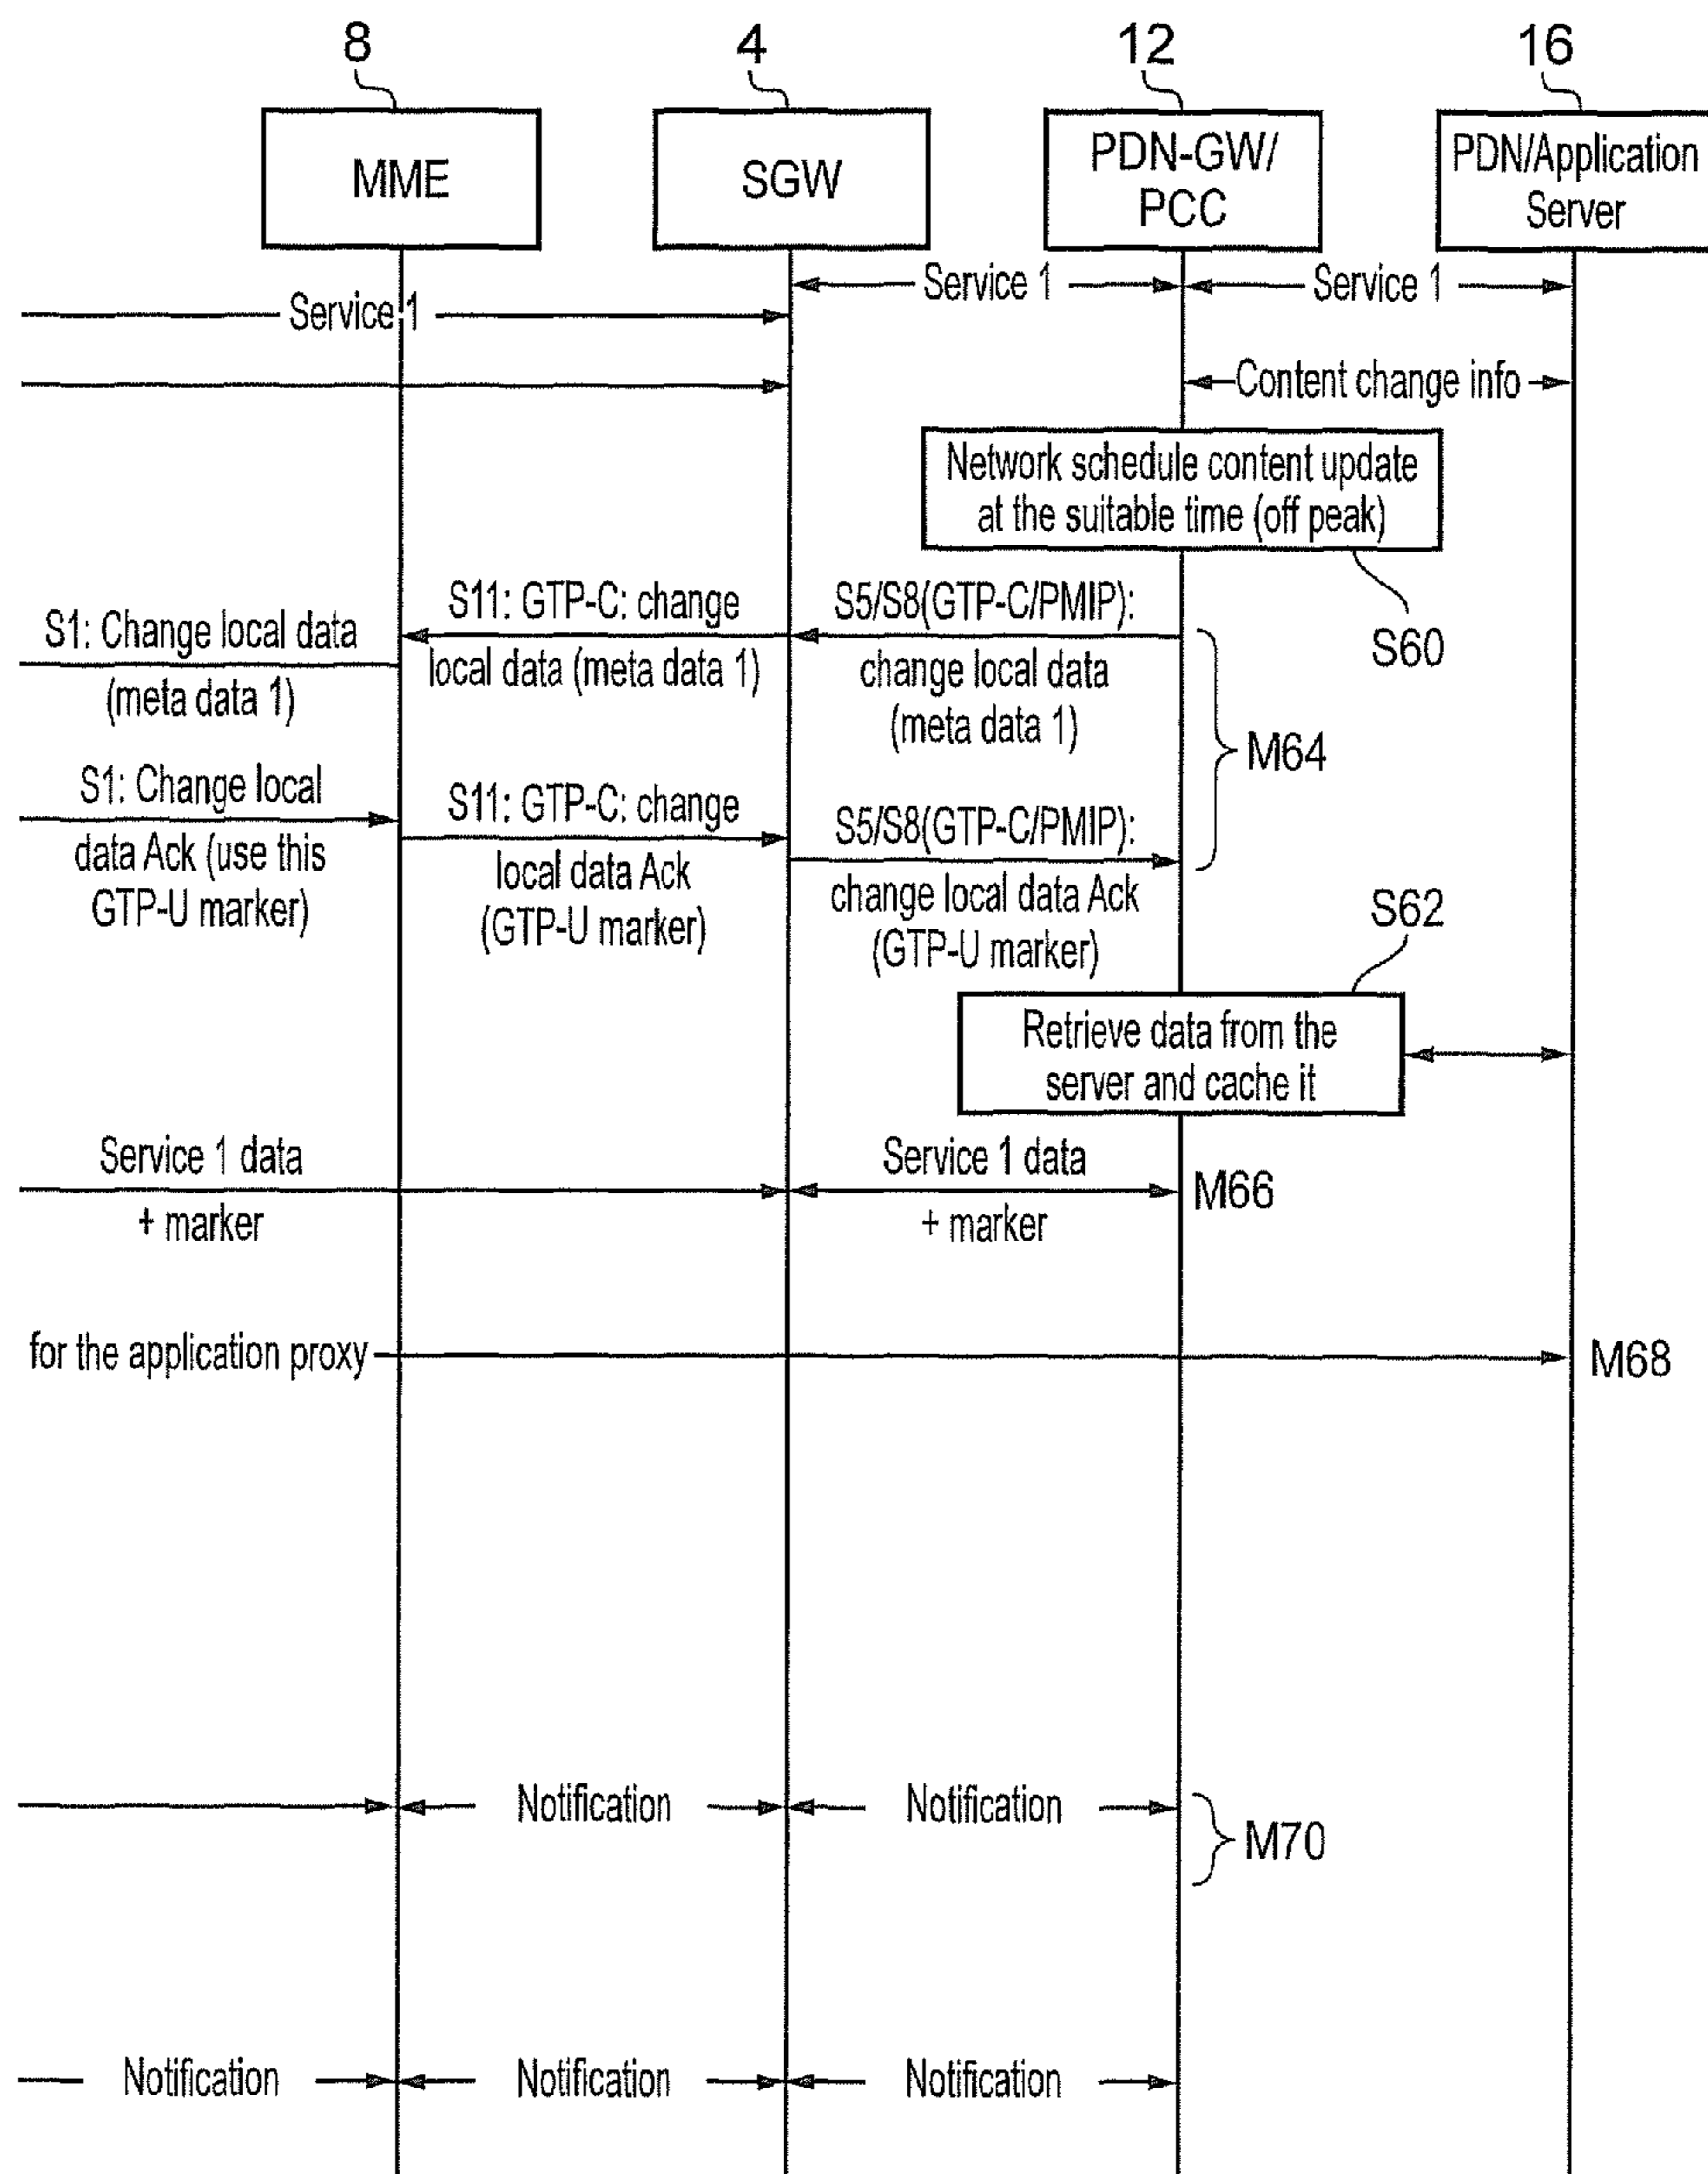 8
4
12
16
MME
SGW
PDN-GW/
PCC
PDN/Application
Server
Service 1
Service 1
Service 1
Content change info
Network schedule content update
at the suitable time (off peak)
S60
S1: Change local data
(meta data 1)
S11: GTP-C: change
local data (meta data 1)
S5/S8(GTP-C/PMIP):
change local data
(meta data 1)
M64
S1: Change local
data Ack (use this
GTP-U marker)
S11: GTP-C: change
local data Ack
(GTP-U marker)
S5/S8(GTP-C/PMIP):
change local data Ack
(GTP-U marker)
S62
Retrieve data from the
server and cache it
Service 1 data
+ marker
Service 1 data
+ marker
M66
for the application proxy
M68
Notification
Notification
M70
Notification
Notification
Notification